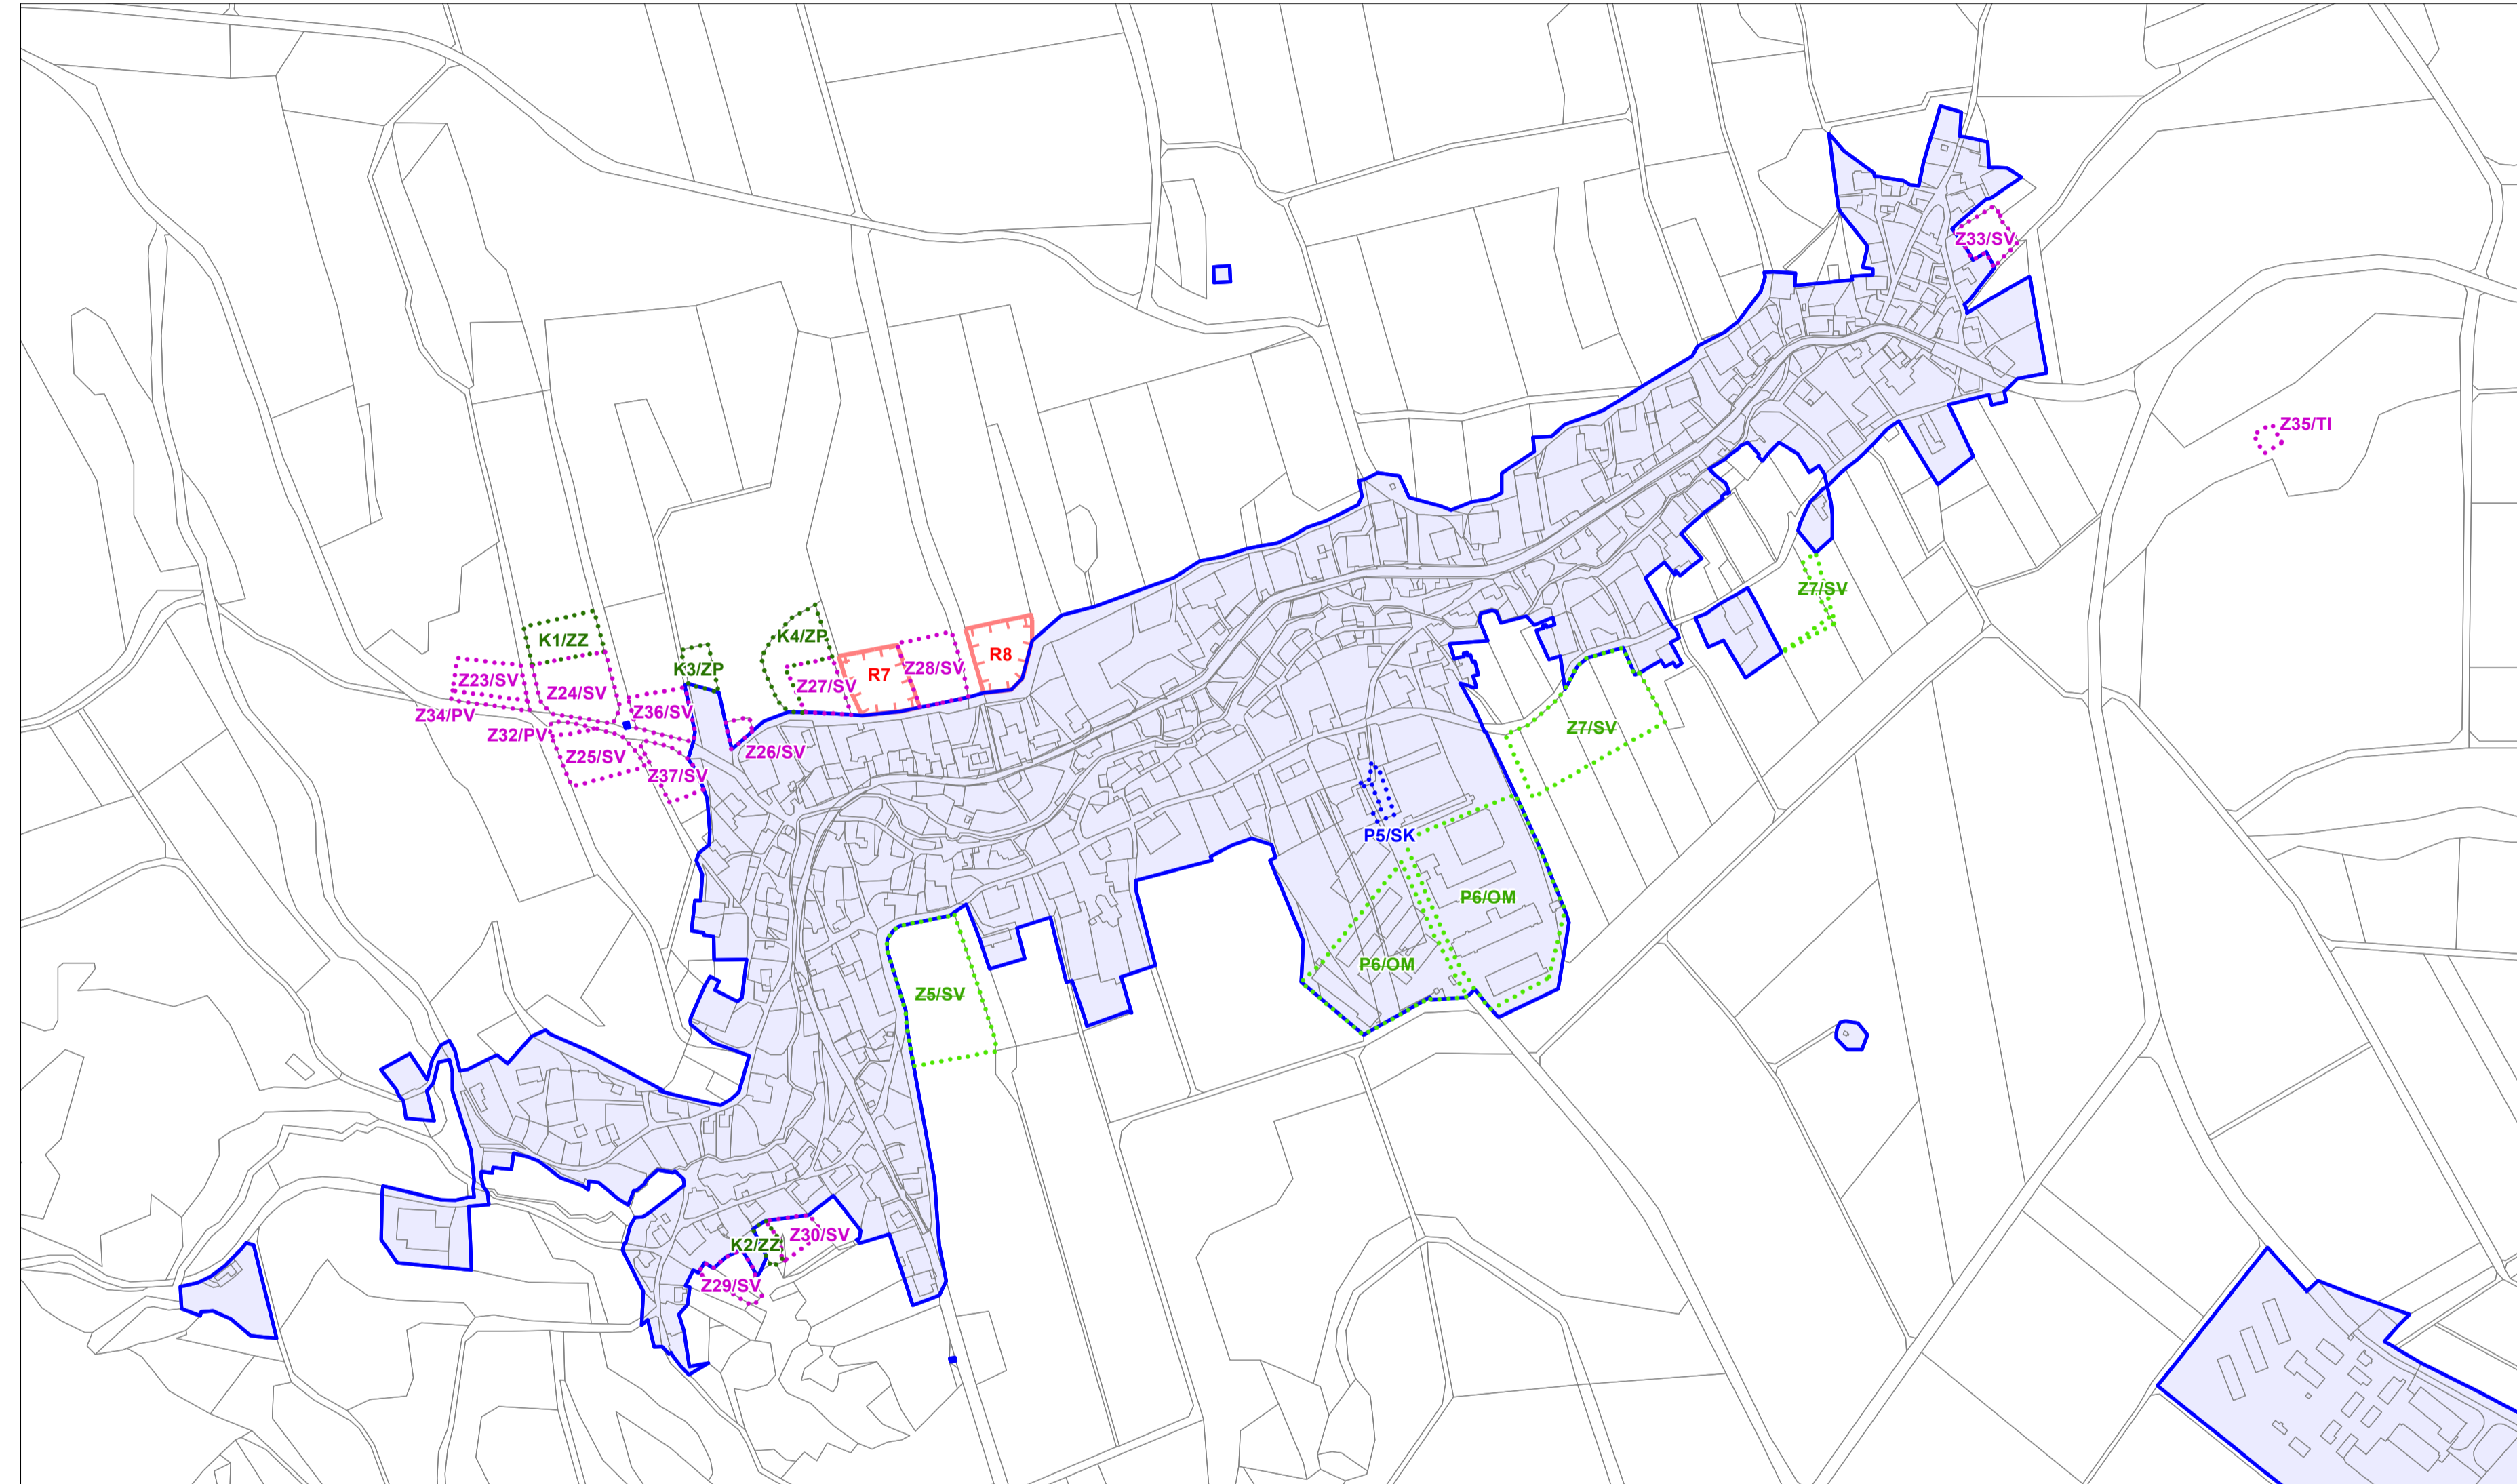 Z33/SV
Z35/TI
Z7/SV
K1/ZZ
K4/ZP
R8
K3/ZP
Z28/SV
R7
Z23/SV
Z27/SV
Z24/SV
Z36/SV
Z34/PV
Z7/SV
Z32/PV
Z26/SV
Z25/SV
Z37/SV
P5/SK
P6/OM
P6/OM
Z5/SV
Z30/SV
K2/ZZ
Z29/SV